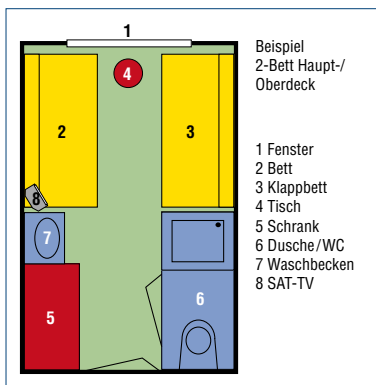 1
Beispiel
2-Bett Haupt-/
Oberdeck
4
2
3
8
7
5
6
1 Fenster
2 Bett
3 Klappbett
4 Tisch
5 Schrank
6 Dusche/WC
7 Waschbecken
8 SAT-TV